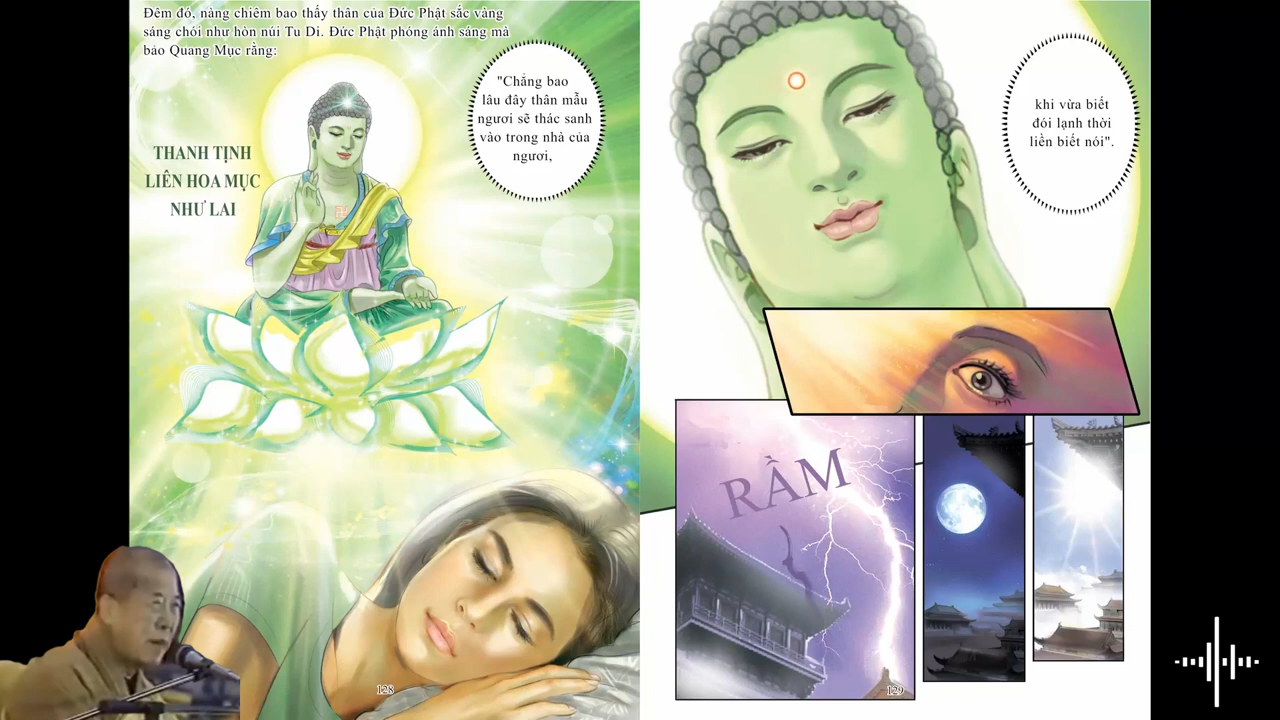 Đêm đó, nàng chiêm bao thấy thân của Đức Phật sắc vàng
sáng chói như hòn núi Tu Di. Đức Phật phóng ánh sáng mà
bảo Quang Mục rằng:
"Chẳng bao
lâu đây thân mẫu
ngươi sẽ thác sanh
vào trong nhà của
ngươi,
THANH TỊNH
LIÊN HOA MỤC
NHƯ LAI
128
khi vừa biết
đói lạnh thời
liền biết nói".
RẦM
129